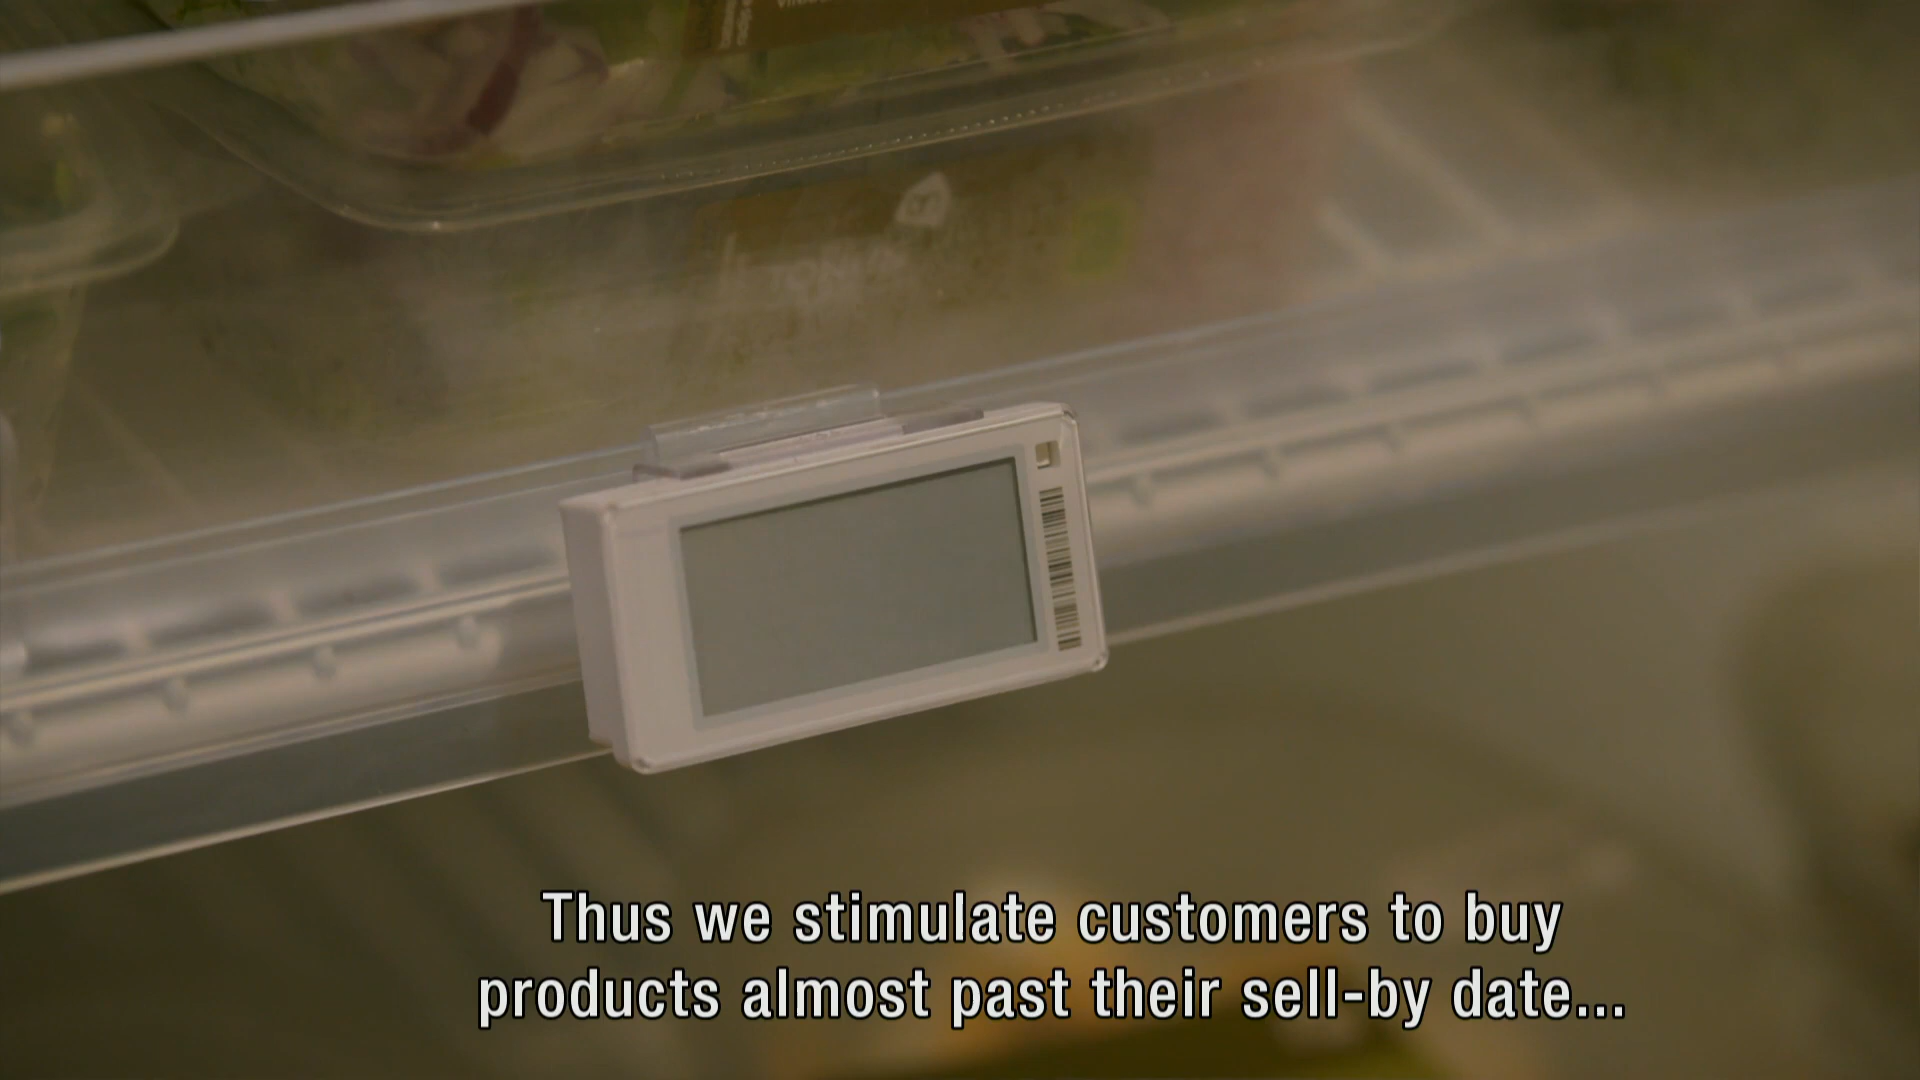 Thus we stimulate customers to buy
products almost past their sell-by date...